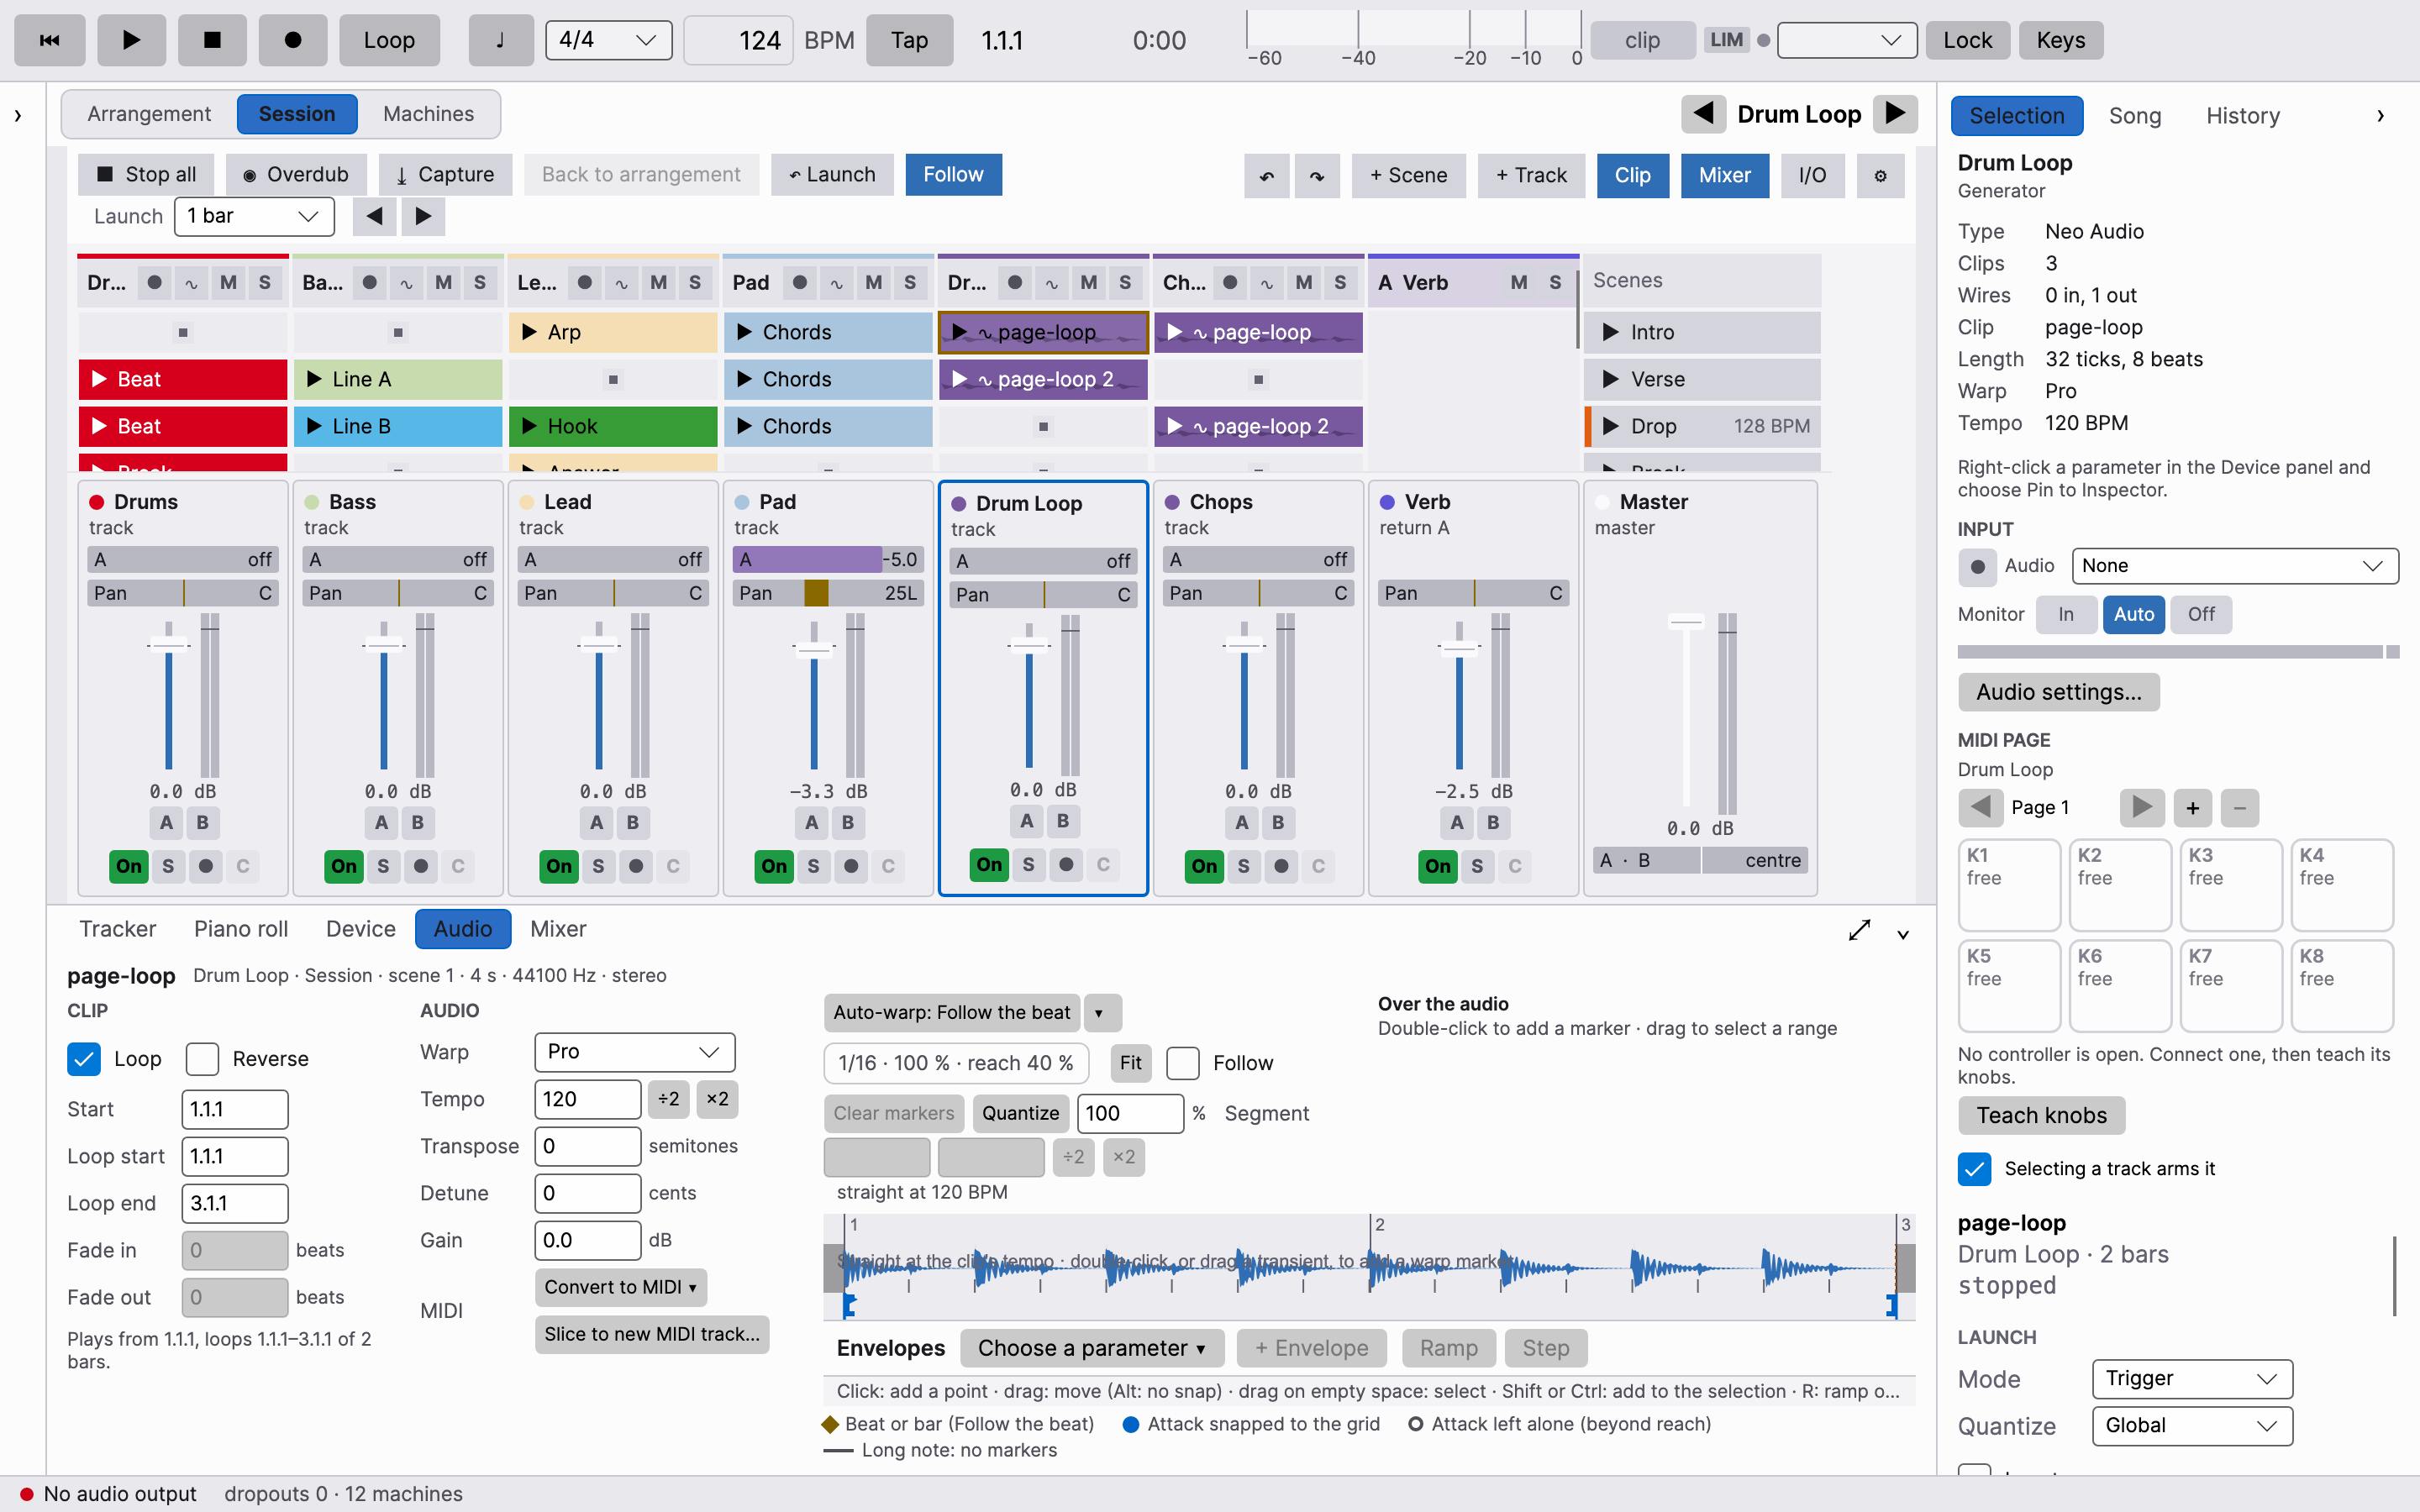 Loop
♩
4/4
124 BPM
Tap
1.1.1
0:00
−60 −40 −20 −10 0
clip
LIM
Lock
Keys
Arrangement Session Machines
Drum Loop
Stop all
Overdub
Capture
Back to arrangement
Launch
Follow
+ Scene
+ Track
Clip
Mixer
I/O
Launch 1 bar
Dr... M S
Ba... M S
Le... M S
Pad M S
Dr... M S
Ch... M S
A Verb M S
Scenes
Arp
Chords
page-loop
page-loop
Intro
Beat
Line A
Chords
page-loop 2
Verse
Beat
Line B
Hook
Chords
page-loop 2
Drop 128 BPM
Drums
track
A off
Pan C
0.0 dB
A B
On S C
Bass
track
A off
Pan C
0.0 dB
A B
On S C
Lead
track
A off
Pan C
0.0 dB
A B
On S C
Pad
track
A -5.0
Pan 25L
−3.3 dB
A B
On S C
Drum Loop
track
A off
Pan C
0.0 dB
A B
On S C
Chops
track
A off
Pan C
0.0 dB
A B
On S C
Verb
return A
Pan C
−2.5 dB
A B
On S C
Master
master
0.0 dB
A · B centre
Tracker Piano roll Device Audio Mixer
page-loop Drum Loop · Session · scene 1 · 4 s · 44100 Hz · stereo
CLIP
Loop Reverse
Start 1.1.1
Loop start 1.1.1
Loop end 3.1.1
Fade in 0 beats
Fade out 0 beats
Plays from 1.1.1, loops 1.1.1–3.1.1 of 2
bars.
AUDIO
Warp Pro
Tempo 120 ÷2 ×2
Transpose 0 semitones
Detune 0 cents
Gain 0.0 dB
MIDI Convert to MIDI ▾
Slice to new MIDI track...
Auto-warp: Follow the beat ▾
1/16 · 100 % · reach 40 % Fit Follow
Clear markers Quantize 100 % Segment
÷2 ×2
straight at 120 BPM
Over the audio
Double-click to add a marker · drag to select a range
1 2 3
Straight at the clip's tempo · double-click, or drag a transient, to add a warp marker
Envelopes Choose a parameter ▾ + Envelope Ramp Step
Click: add a point · drag: move (Alt: no snap) · drag on empty space: select · Shift or Ctrl: add to the selection · R: ramp o...
Beat or bar (Follow the beat) Attack snapped to the grid Attack left alone (beyond reach)
Long note: no markers
Selection Song History
Drum Loop
Generator
Type Neo Audio
Clips 3
Wires 0 in, 1 out
Clip page-loop
Length 32 ticks, 8 beats
Warp Pro
Tempo 120 BPM
Right-click a parameter in the Device panel and
choose Pin to Inspector.
INPUT
Audio None
Monitor In Auto Off
Audio settings...
MIDI PAGE
Drum Loop
Page 1 + −
K1 K2 K3 K4
free free free free
K5 K6 K7 K8
free free free free
No controller is open. Connect one, then teach its
knobs.
Teach knobs
Selecting a track arms it
page-loop
Drum Loop · 2 bars
stopped
LAUNCH
Mode Trigger
Quantize Global
No audio output dropouts 0 · 12 machines